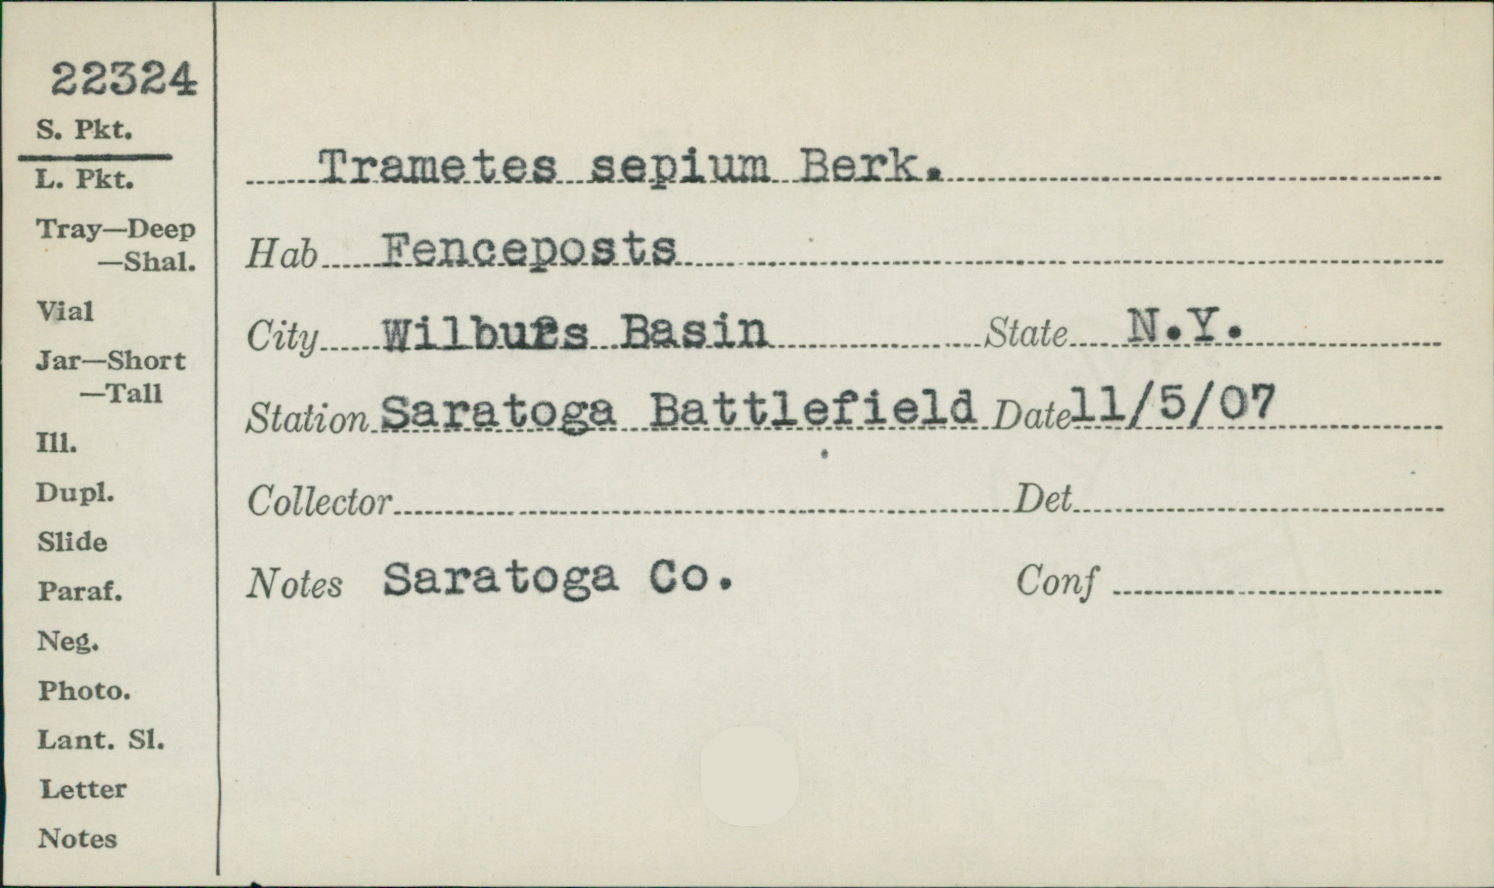 22324
S. Pkt.
L. Pkt.
Tray—Deep
—Shal.
Vial
Jar—Short
—Tall
Ill.
Dupl.
Slide
Paraf.
Neg.
Photo.
Lant. Sl.
Letter
Notes
Trametes sepium Berk.
Hab Fenceposts
City Wilburs Basin State N.Y.
Station Saratoga Battlefield Date 11/5/07
Collector Det
Notes Saratoga Co. Conf